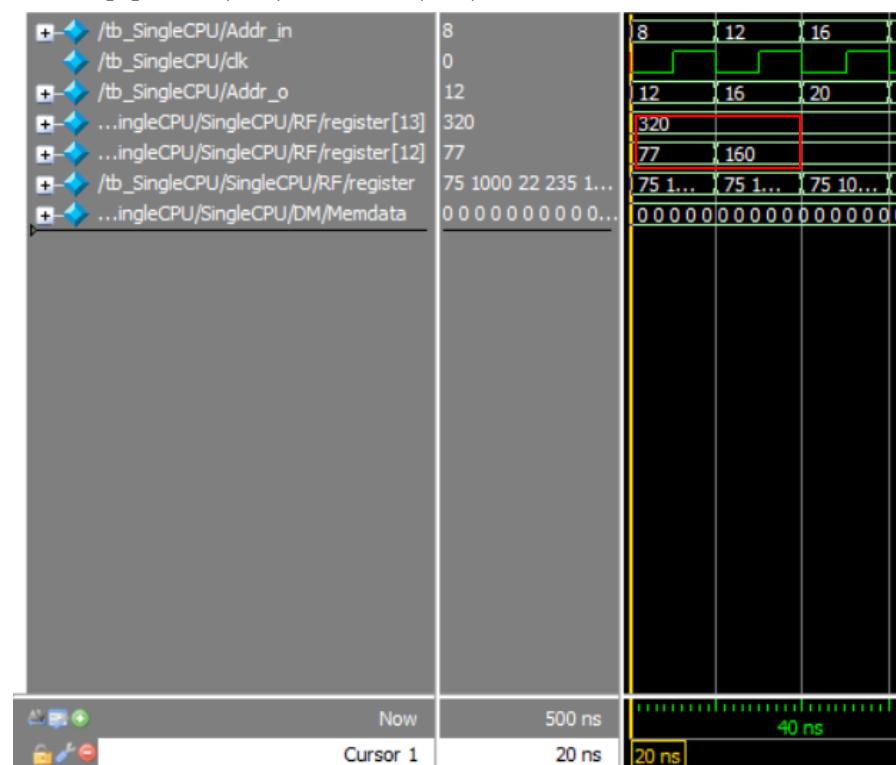 /tb_SingleCPU/Addr_in 8 8 12 16
/tb_SingleCPU/clk 0
/tb_SingleCPU/Addr_o 12 12 16 20
...ingleCPU/SingleCPU/RF/register[13] 320 320
...ingleCPU/SingleCPU/RF/register[12] 77 77 160
/tb_SingleCPU/SingleCPU/RF/register 75 1000 22 235 1... 75 1... 75 1... 75 10...
...ingleCPU/SingleCPU/DM/Memdata 0 0 0 0 0 0 0 0 0 0... 0 0 0 0 0 0 0 0 0 0 0 0 0 0 0
Now 500 ns 40 ns
Cursor 1 20 ns 20 ns